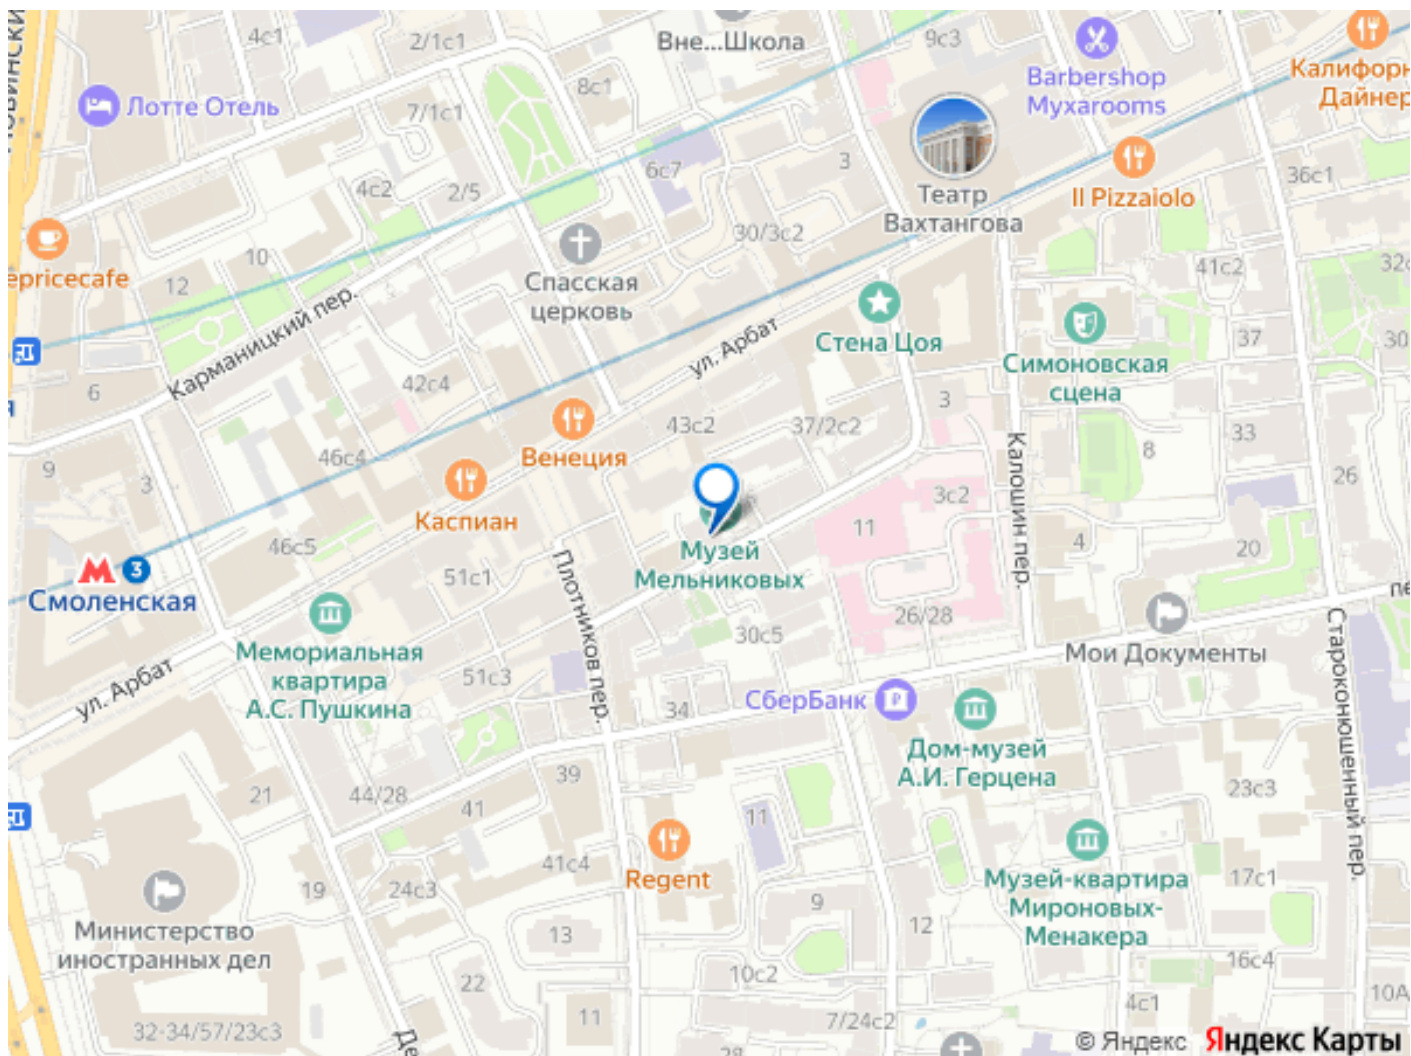 4с1
2/1с1
Вне...Школа
9с3
Barbershop
Myxarooms
Калифорн
Дайнер
Лотте Отель
7/1с1
8с1
6с7
3
Театр
Вахтангова
Il Pizzaiolo
36с1
4с2
2/5
30/3с2
epricecafe
12
10
Спасская
церковь
41с2
32с
Карманицкий пер.
ул. Арбат
Стена Цоя
Симоновская
сцена
37
30
6
42с4
3
43с2
37/2с2
33
Венеция
46с4
9
3
Каспиан
8
26
Калошин пер.
3с2
11
46с5
3
Смоленская
51с1
Музей
Мельниковых
4
20
пе
Плотников пер.
Мемориальная
квартира
А.С. Пушкина
26/28
30с5
Мои Документы
ул. Арбат
51с3
34
СберБанк
Дом-музей
А.И. Герцена
Староконюшенный пер.
21
44/28
39
41
11
23с3
Regent
41с4
24с3
19
Министерство
иностранных дел
Музей-квартира
Мироновых-
Менакера
17с1
9
12
13
10с2
16с4
22
11
7/24с2
4с1
10А
32-34/57/23с3
Де
28
© Яндекс Яндекс Карты